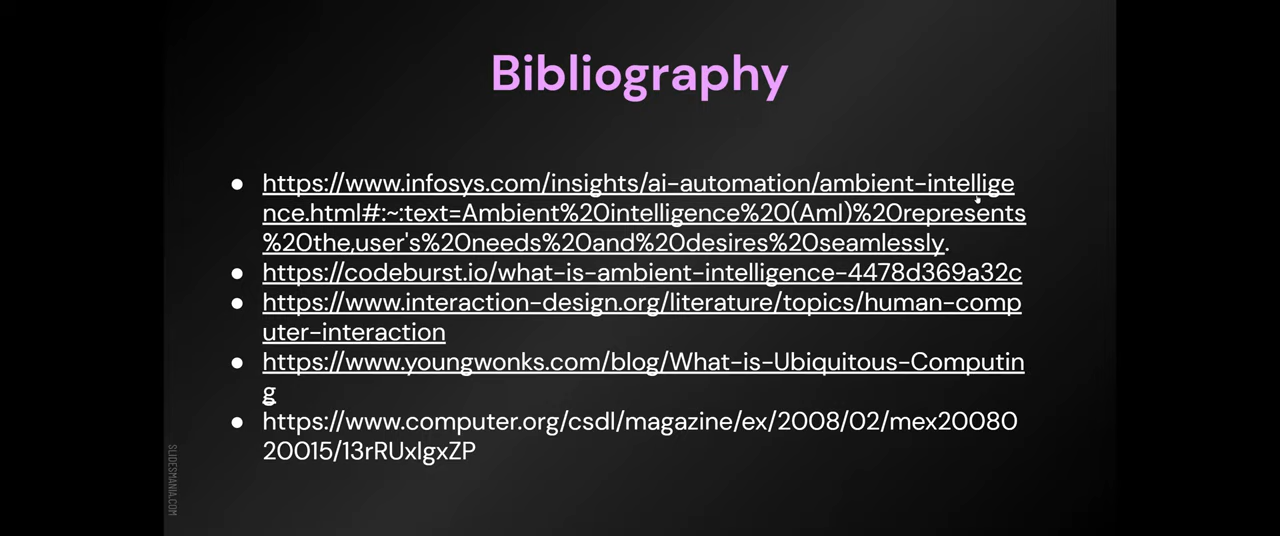 Bibliography
● https://www.infosys.com/insights/ai-automation/ambient-intellige
nce.html#:~:text=Ambient%20intelligence%20(AmI)%20represents
%20the,user's%20needs%20and%20desires%20seamlessly.
● https://codeburst.io/what-is-ambient-intelligence-4478d369a32c
● https://www.interaction-design.org/literature/topics/human-comp
uter-interaction
● https://www.youngwonks.com/blog/What-is-Ubiquitous-Computin
g
● https://www.computer.org/csdl/magazine/ex/2008/02/mex20080
20015/13rRUxIgxZP
SLIDESMANIA.COM